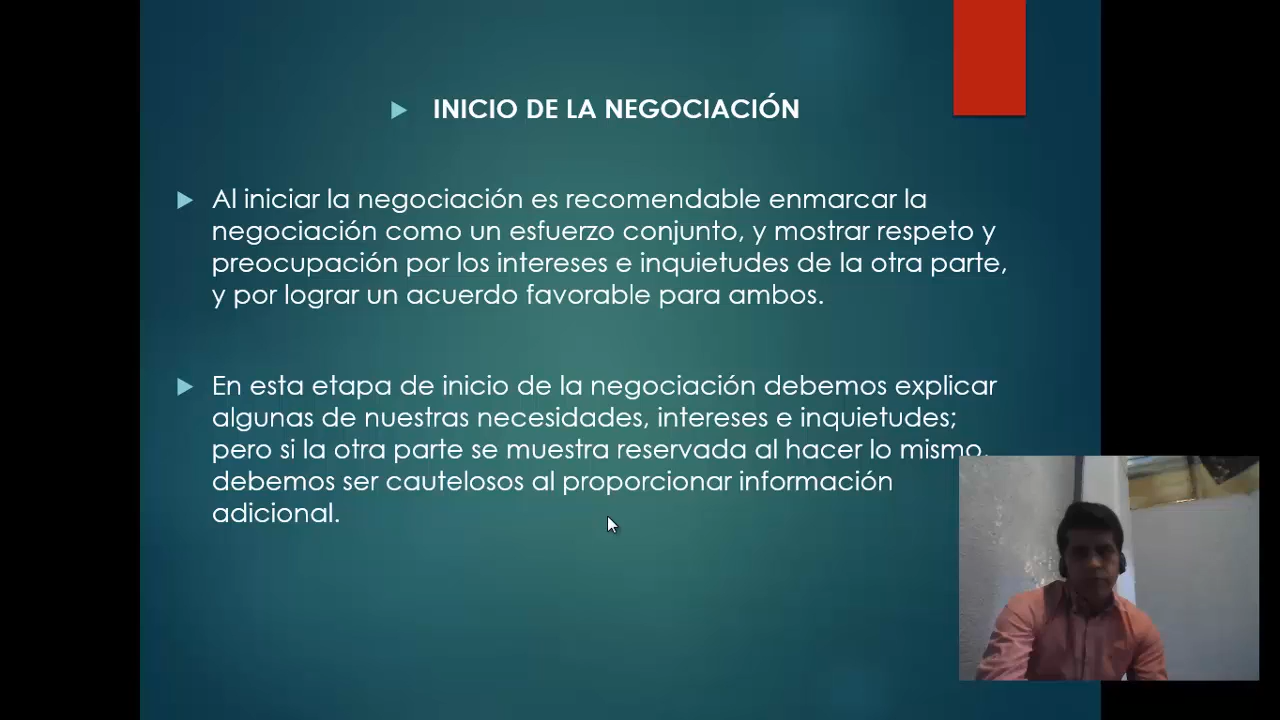 INICIO DE LA NEGOCIACIÓN
Al iniciar la negociación es recomendable enmarcar la
negociación como un esfuerzo conjunto, y mostrar respeto y
preocupación por los intereses e inquietudes de la otra parte,
y por lograr un acuerdo favorable para ambos.
En esta etapa de inicio de la negociación debemos explicar
algunas de nuestras necesidades, intereses e inquietudes;
pero si la otra parte se muestra reservada al hacer lo mismo,
debemos ser cautelosos al proporcionar información
adicional.